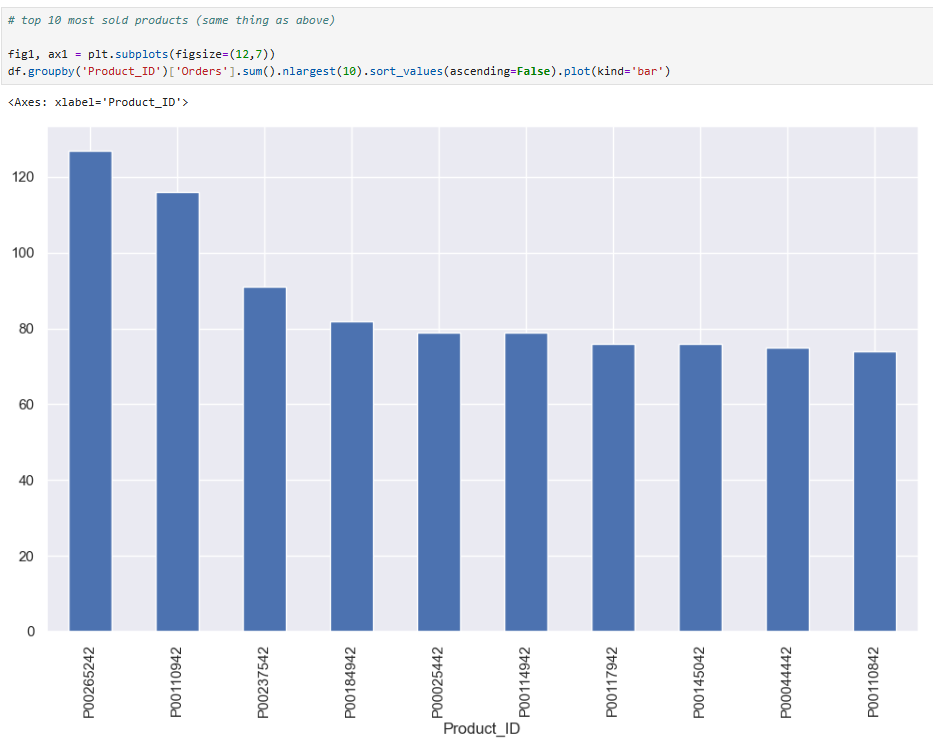 # top 10 most sold products (same thing as above)
fig1, ax1 = plt.subplots(figsize=(12,7))
df.groupby('Product_ID')['Orders'].sum().nlargest(10).sort_values(ascending=False).plot(kind='bar')
<Axes: xlabel='Product_ID'>
120
100
80
60
40
20
0
P00265242
P00110942
P00237542
P00184942
P00025442
P00114942
P00117942
P00145042
P00044442
P00110842
Product_ID